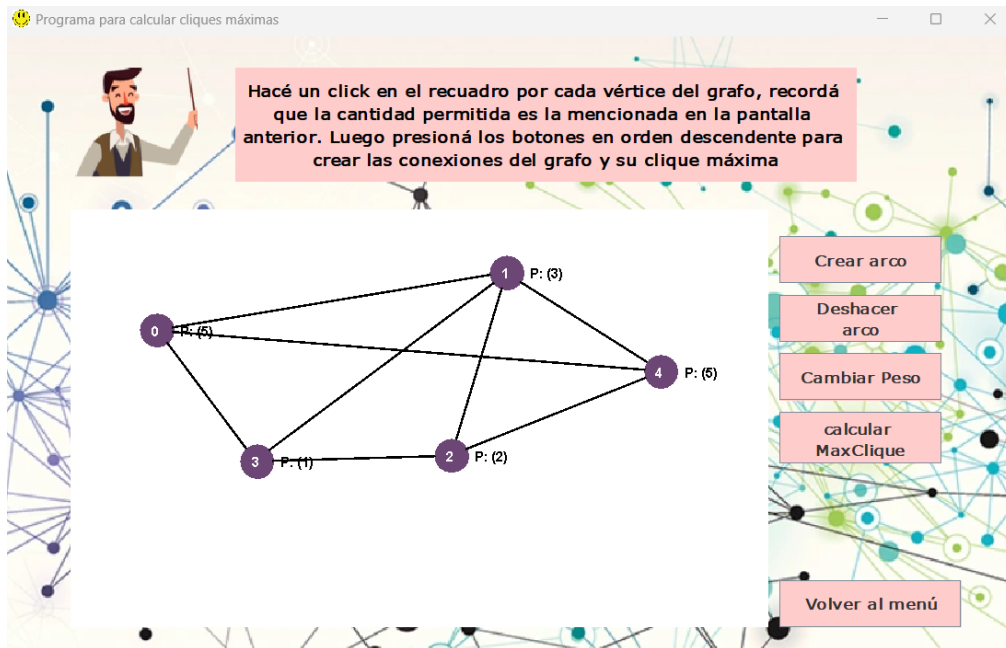 Programa para calcular cliques máximas
Hacé un click en el recuadro por cada vértice del grafo, recordá
que la cantidad permitida es la mencionada en la pantalla
anterior. Luego presioná los botones en orden descendente para
crear las conexiones del grafo y su clique máxima
1 P: (3)
0 P: (5)
4 P: (5)
3 P: (1)
2 P: (2)
Crear arco
Deshacer
arco
Cambiar Peso
calcular
MaxClique
Volver al menú